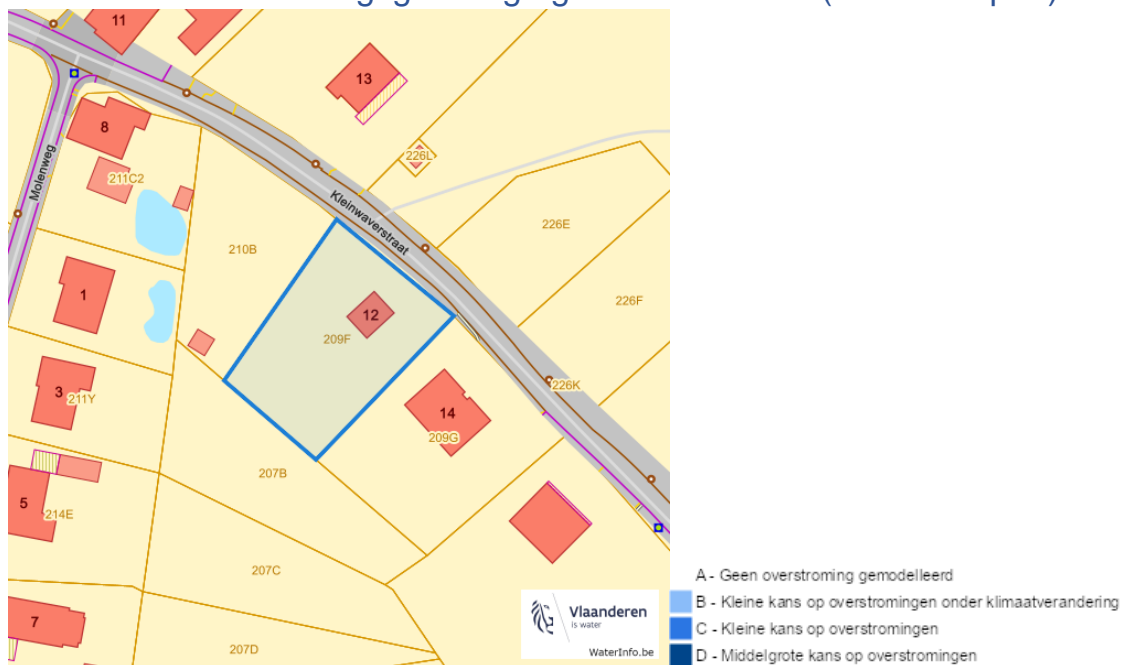 11
13
8
226L
Molenweg
211C2
Kleinwaverstraat
226E
210B
1
226F
12
209F
226K
3
211Y
14
209G
207B
5
214E
207C
7
207D
Vlaanderen
is water
WaterInfo.be
A - Geen overstroming gemodelleerd
B - Kleine kans op overstromingen onder klimaatverandering
C - Kleine kans op overstromingen
D - Middelgrote kans op overstromingen